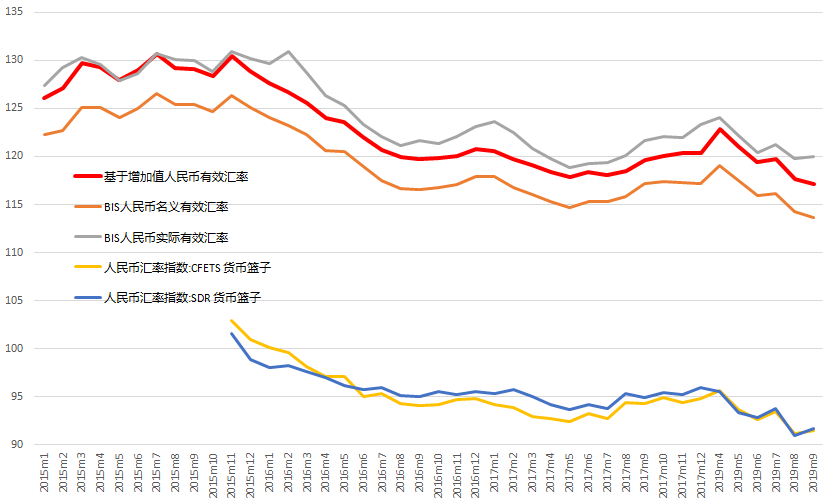 135
130
125
120
115
110
105
100
95
90
基于增加值人民币有效汇率
BIS人民币名义有效汇率
BIS人民币实际有效汇率
人民币汇率指数:CFETS 货币篮子
人民币汇率指数:SDR 货币篮子
2015m1
2015m2
2015m3
2015m4
2015m5
2015m6
2015m7
2015m8
2015m9
2015m10
2015m11
2015m12
2016m1
2016m2
2016m3
2016m4
2016m5
2016m6
2016m7
2016m8
2016m9
2016m10
2016m11
2016m12
2017m1
2017m2
2017m3
2017m4
2017m5
2017m6
2017m7
2017m8
2017m9
2017m10
2017m11
2017m12
2019m4
2019m5
2019m6
2019m7
2019m8
2019m9